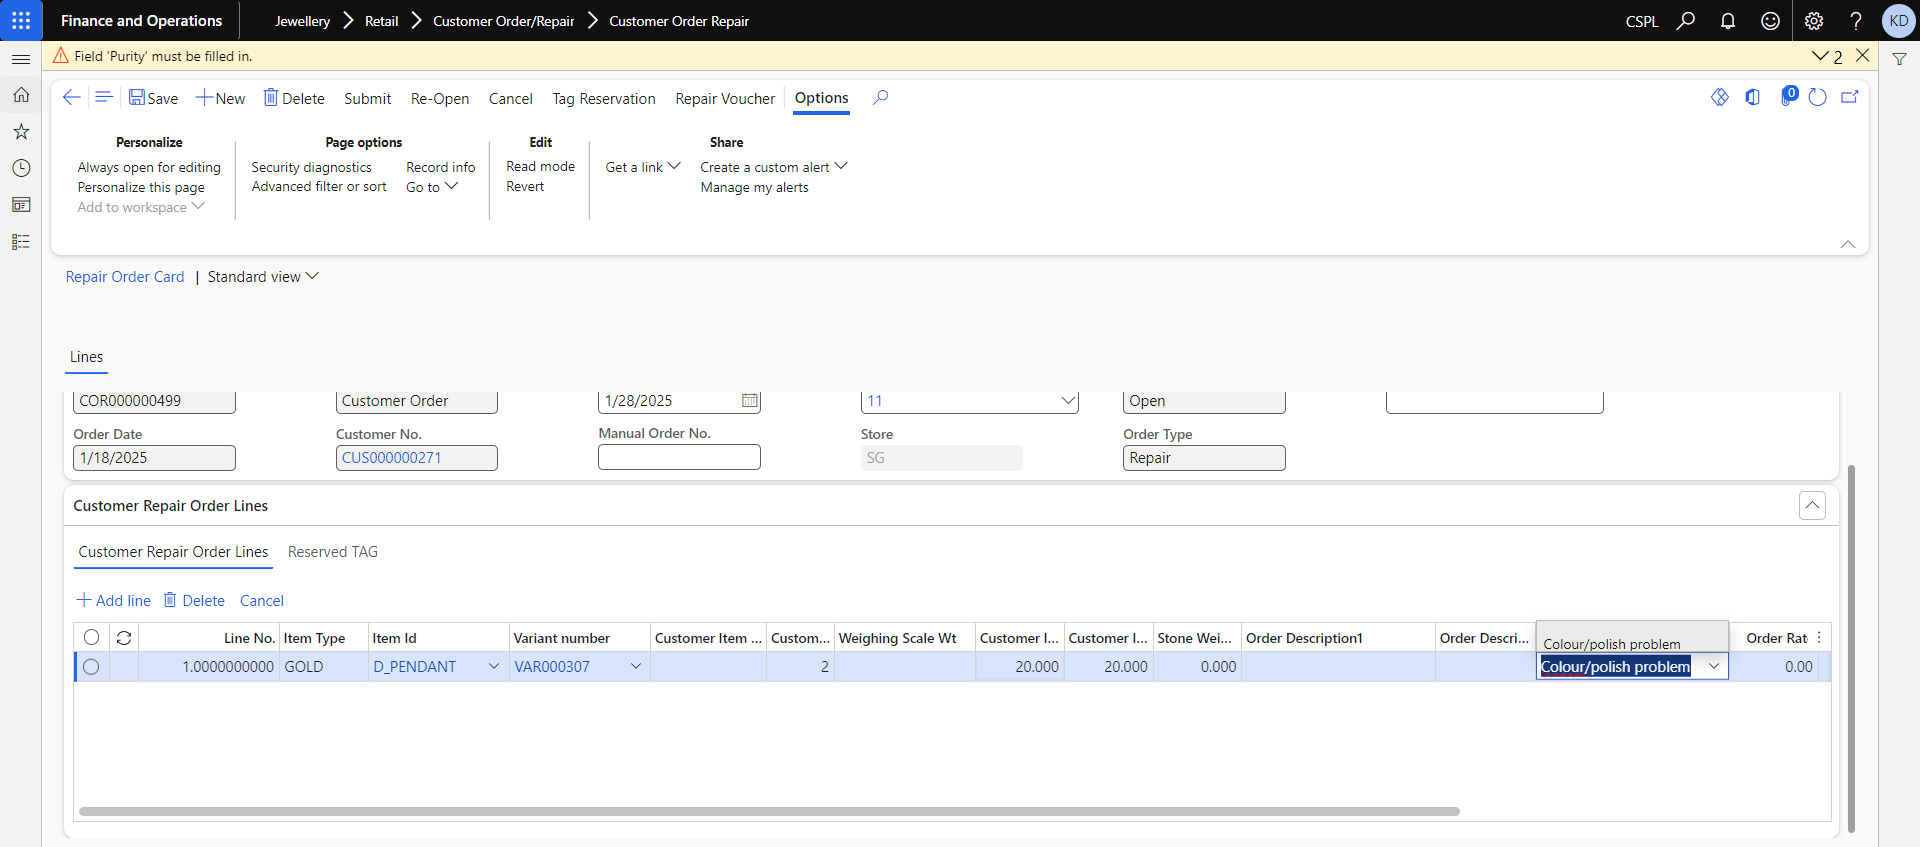 Finance and Operations
Jewellery Retail Customer Order/Repair Customer Order Repair
CSPL
KD
Field 'Purity' must be filled in.
2
Save New Delete Submit Re-Open Cancel Tag Reservation Repair Voucher Options
0
Personalize
Always open for editing
Personalize this page
Add to workspace
Page options
Security diagnostics Record info
Advanced filter or sort Go to
Edit
Read mode
Revert
Share
Get a link Create a custom alert
Manage my alerts
Repair Order Card | Standard view
Lines
COR000000499 Customer Order 1/28/2025 11 Open
Order Date Customer No. Manual Order No. Store Order Type
1/18/2025 CUS000000271 SG Repair
Customer Repair Order Lines
Customer Repair Order Lines Reserved TAG
Add line Delete Cancel
Line No. Item Type Item Id Variant number Customer Item ... Custom... Weighing Scale Wt Customer I... Customer I... Stone Wei... Order Description1 Order Descri... Colour/polish problem Order Rat
1.0000000000 GOLD D_PENDANT VAR000307 2 20.000 20.000 0.000 Colour/polish problem 0.00